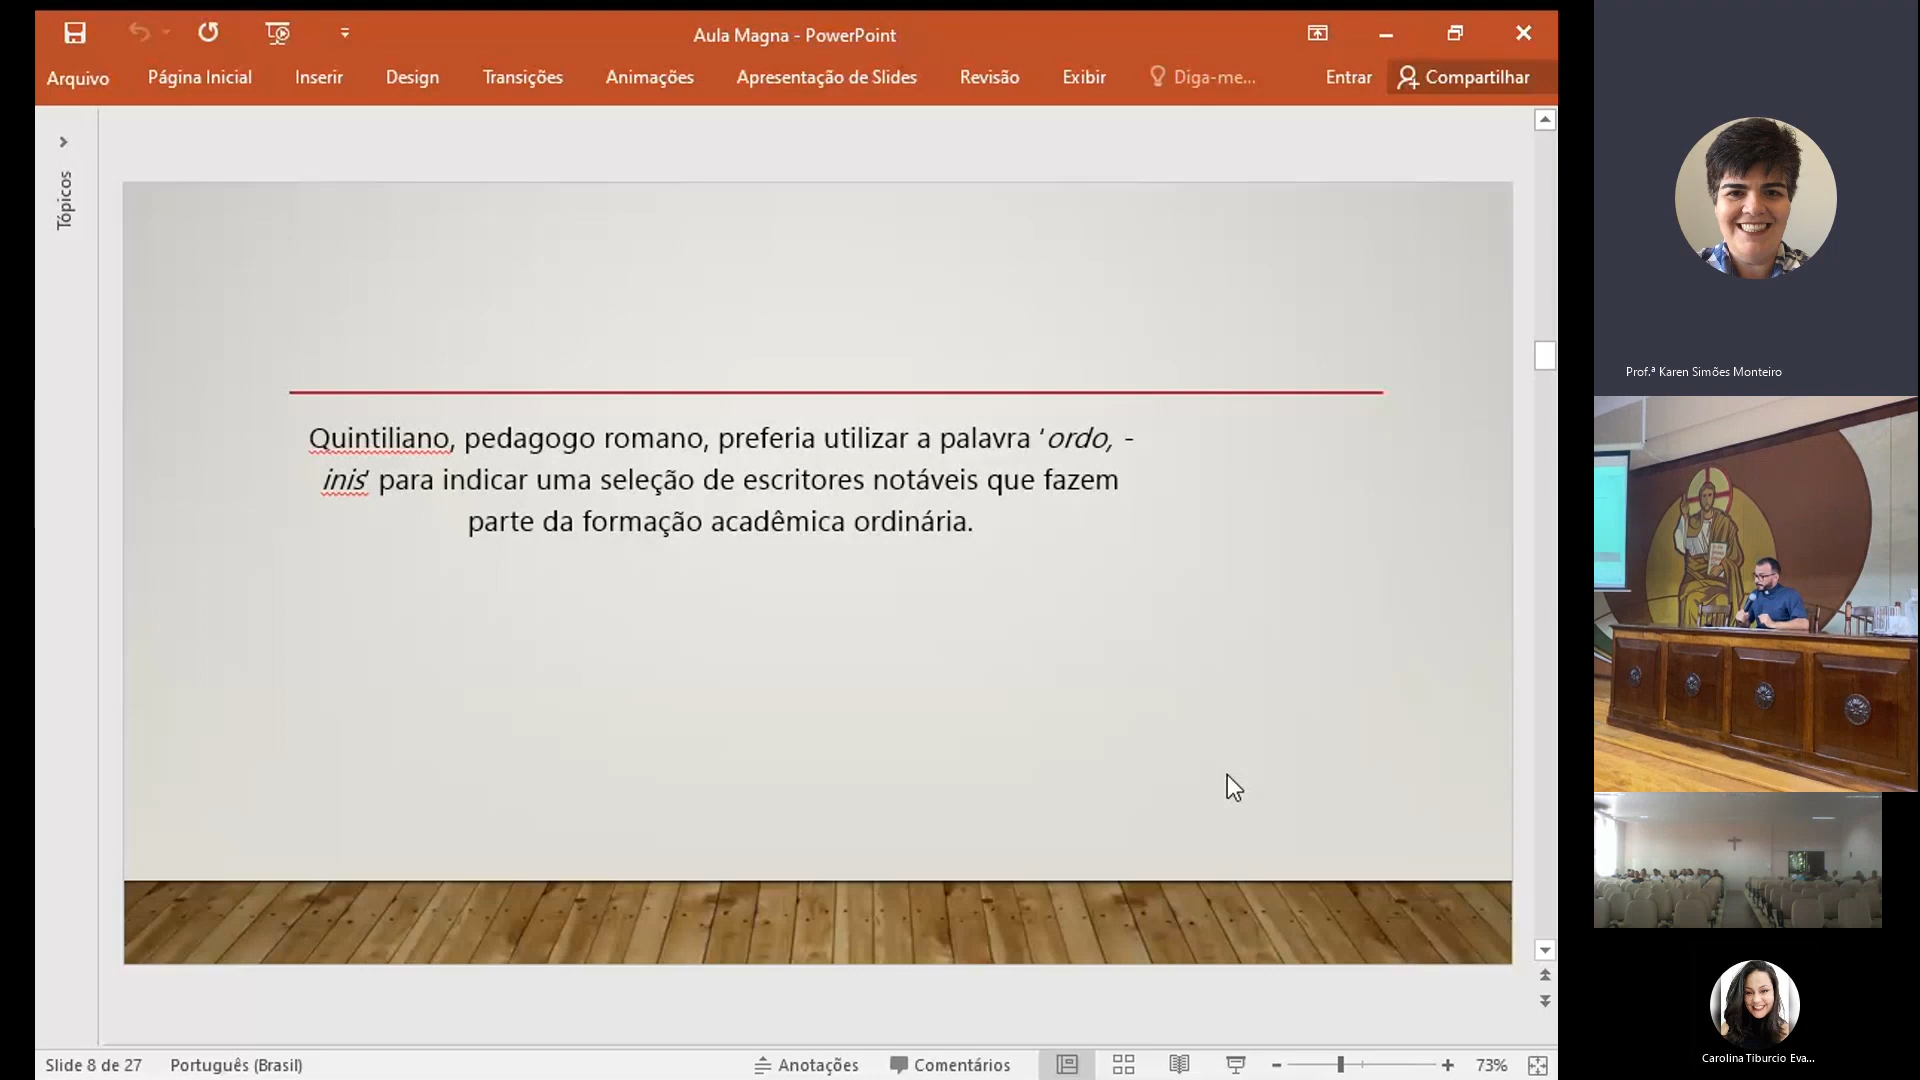 Aula Magna - PowerPoint
Arquivo Página Inicial Inserir Design Transições Animações Apresentação de Slides Revisão Exibir Diga-me... Entrar Compartilhar
Tópicos
Quintiliano, pedagogo romano, preferia utilizar a palavra ‘ordo, -
inis’ para indicar uma seleção de escritores notáveis que fazem
parte da formação acadêmica ordinária.
Slide 8 de 27 Português (Brasil) Anotações Comentários 73%
Prof.ª Karen Simões Monteiro
Carolina Tiburcio Eva...